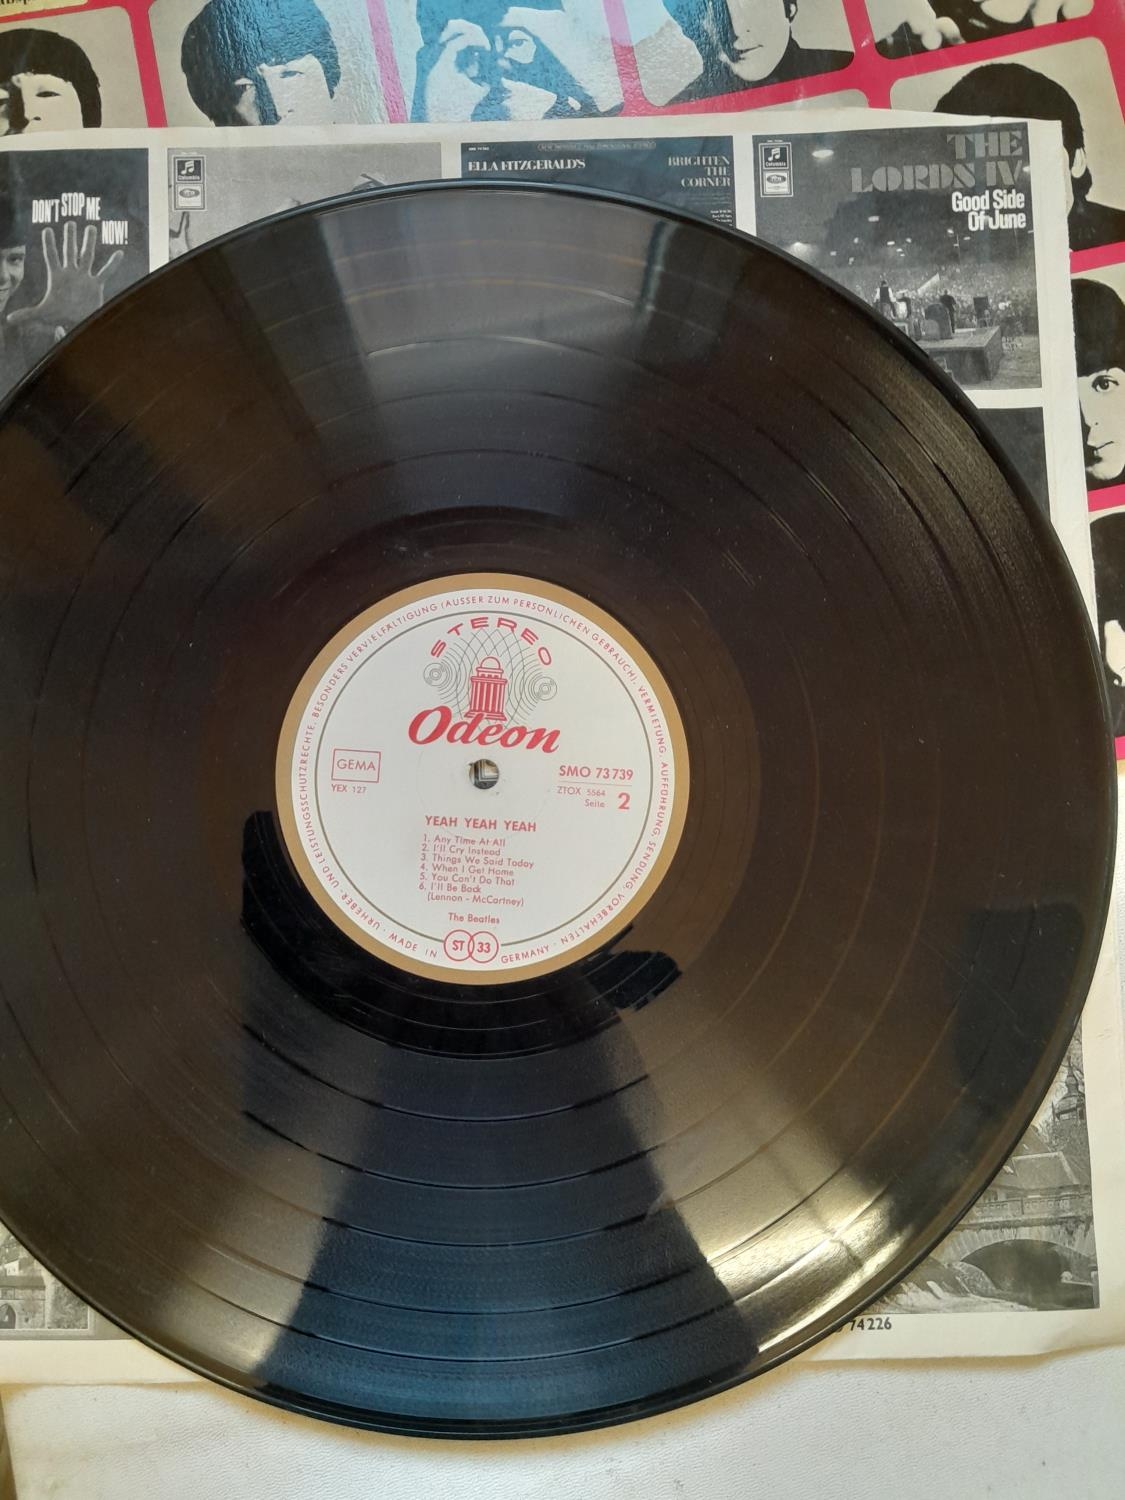 DON'T STOP ME
NOW!
Columbia
ELLA FITZGERALD'S
BRIGHTEN
THE
CORNER
Columbia
THE
LORDS IV
Good Side
Of June
URHEBER- UND LEISTUNGSSCHUTZRECHTE, BESONDERS VERVIELFÄLTIGUNG (AUSSER ZUM PERSÖNLICHEN GEBRAUCH), VERMIETUNG, AUFFÜHRUNG, SENDUNG, VORBEHALTEN · MADE IN GERMANY ·
STEREO
Odeon
GEMA
YEX 127
SMO 73739
ZTOX 5564
Seite 2
YEAH YEAH YEAH
1. Any Time At All
2. I'll Cry Instead
3. Things We Said Today
4. When I Get Home
5. You Can't Do That
6. I'll Be Back
(Lennon - McCartney)
The Beatles
ST 33
74226